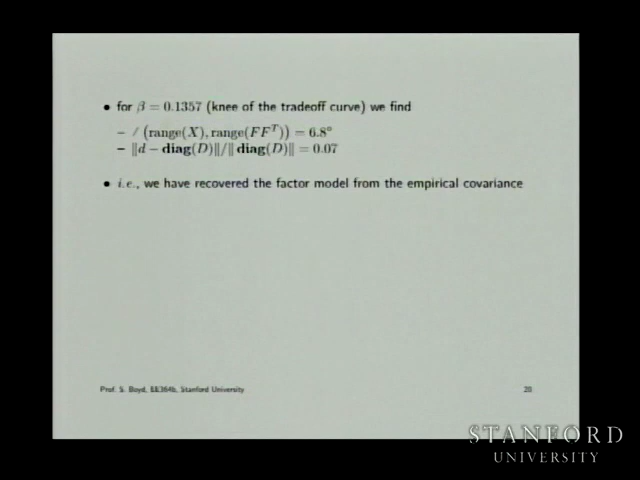 • for β = 0.1357 (knee of the tradeoff curve) we find
– ∠ (range(X), range(FFᵀ)) = 6.8°
– ‖d − diag(D)‖/‖ diag(D)‖ = 0.07
• i.e., we have recovered the factor model from the empirical covariance
Prof. S. Boyd, EE364b, Stanford University
20
STANFORD
UNIVERSITY